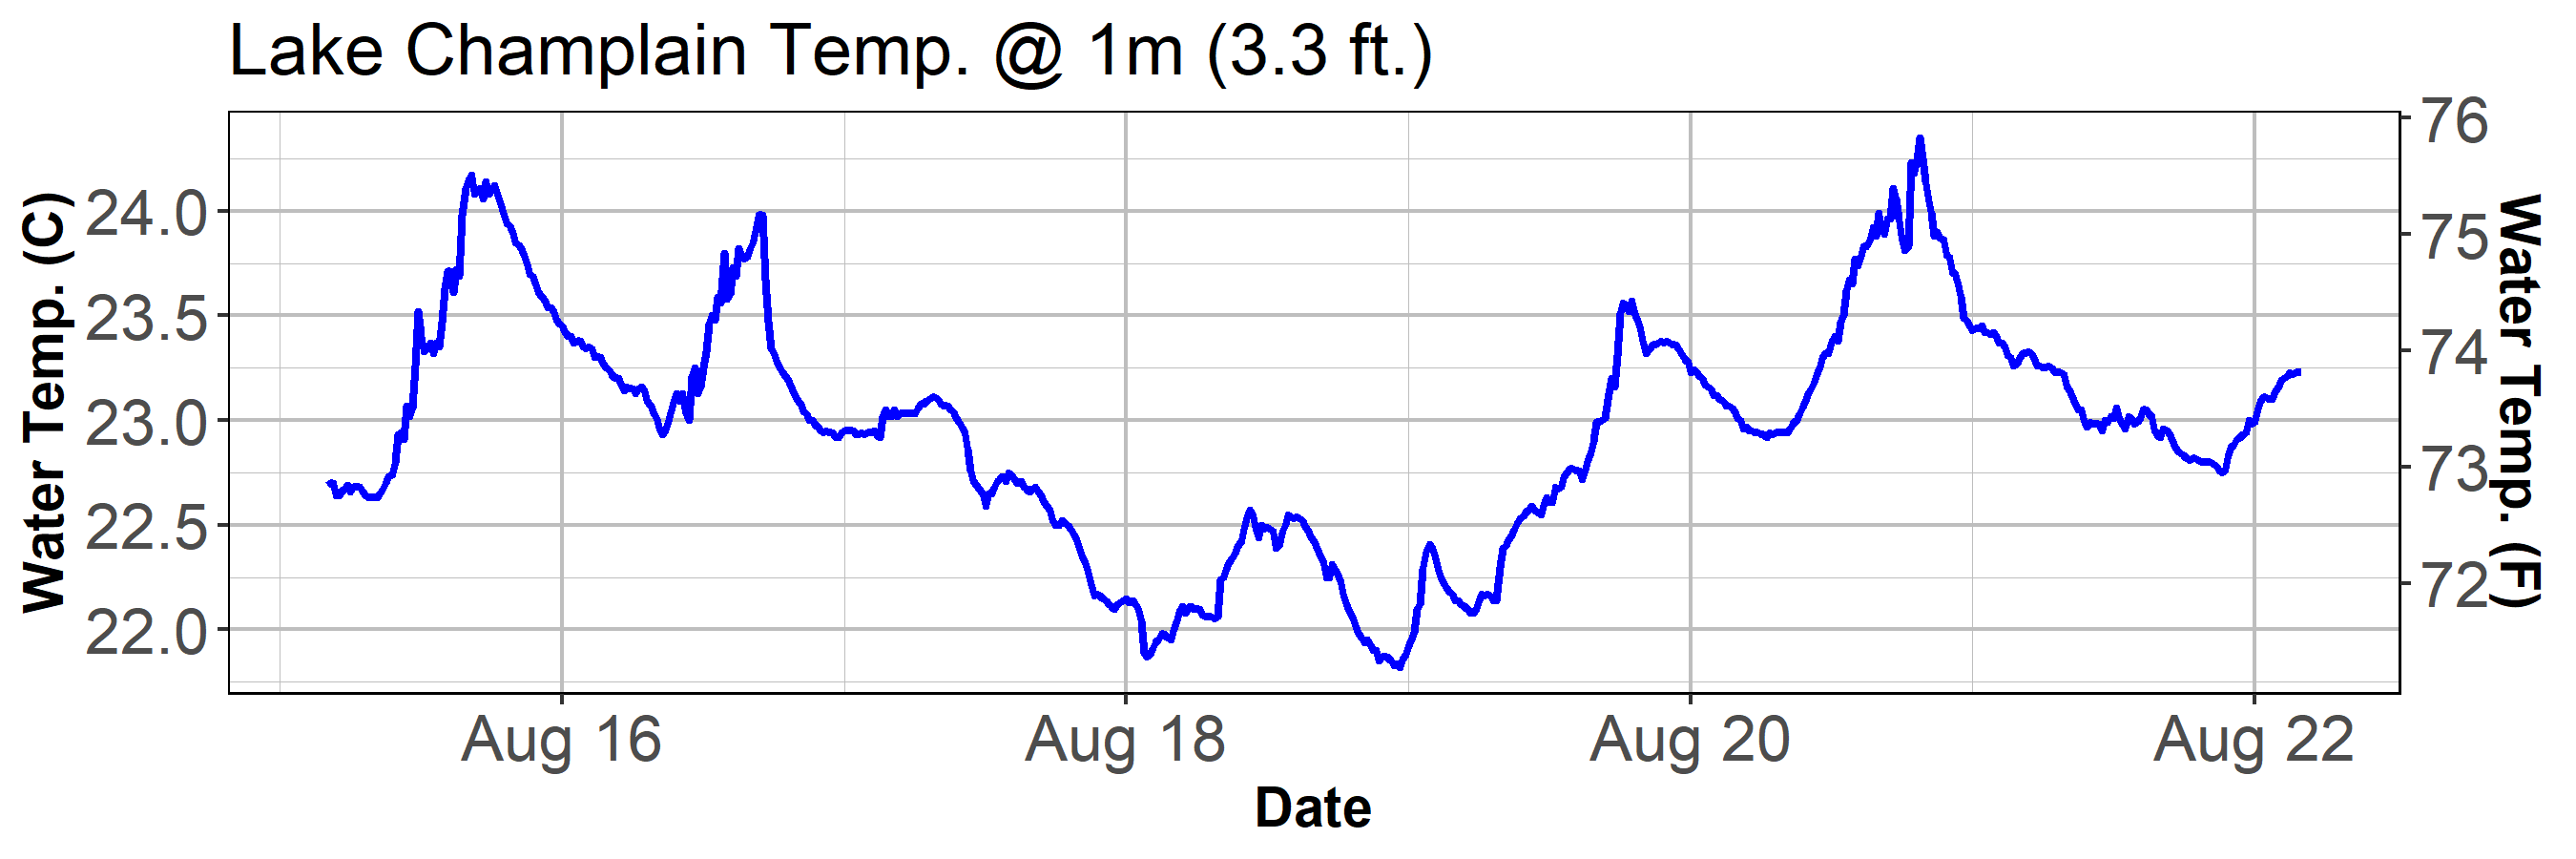 Lake Champlain Temp. @ 1m (3.3 ft.)
Water Temp. (C)
24.0
23.5
23.0
22.5
22.0
76
75
74
73
72
Water Temp. (F)
Aug 16
Aug 18
Aug 20
Aug 22
Date